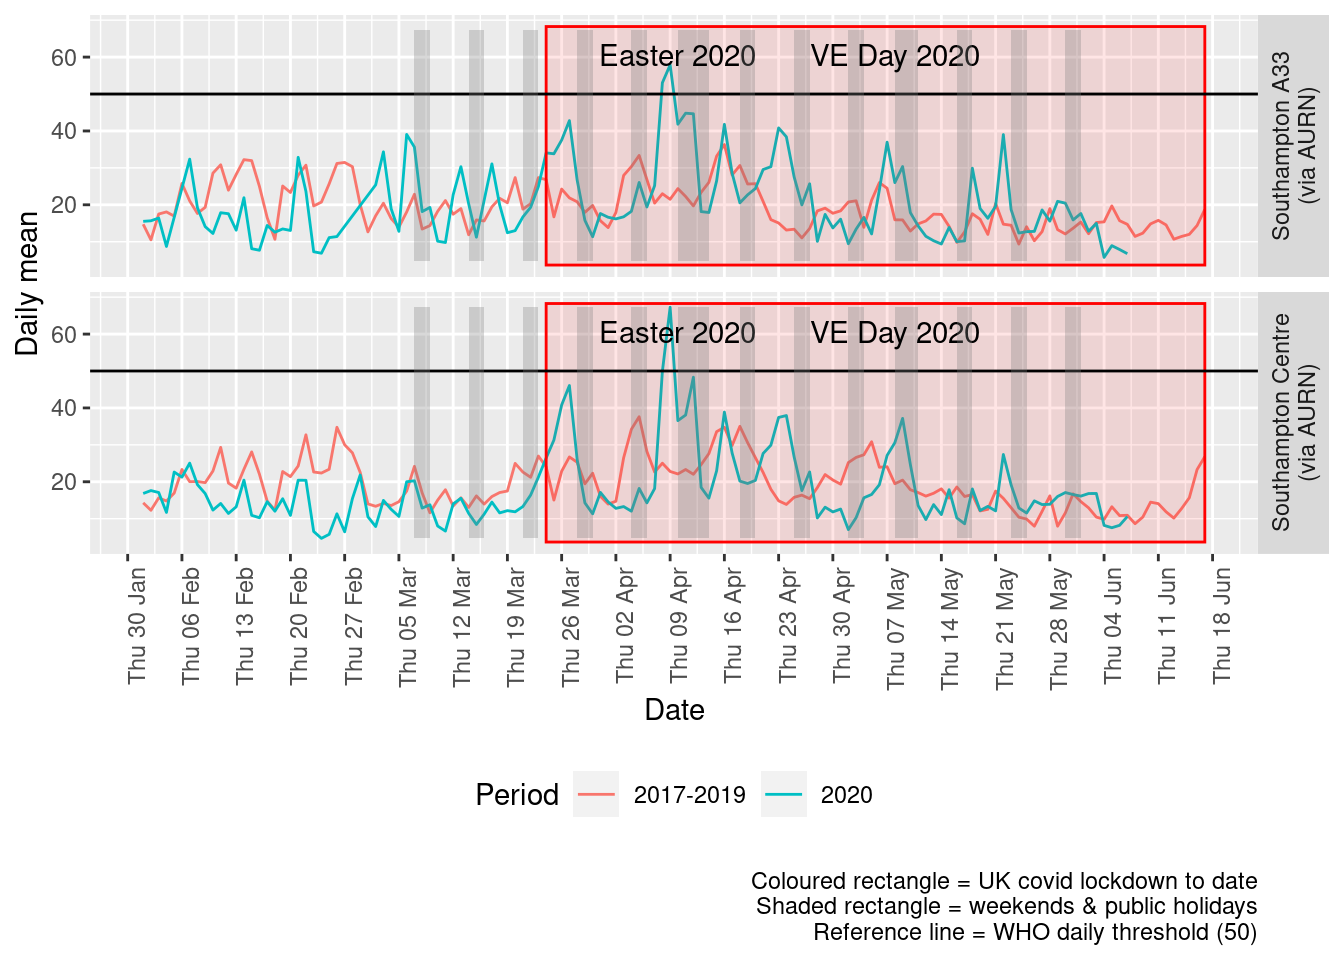 Daily mean
60
40
20
Easter 2020 VE Day 2020
Southampton A33
(via AURN)
60
40
20
Easter 2020 VE Day 2020
Southampton Centre
(via AURN)
Thu 30 Jan
Thu 06 Feb
Thu 13 Feb
Thu 20 Feb
Thu 27 Feb
Thu 05 Mar
Thu 12 Mar
Thu 19 Mar
Thu 26 Mar
Thu 02 Apr
Thu 09 Apr
Thu 16 Apr
Thu 23 Apr
Thu 30 Apr
Thu 07 May
Thu 14 May
Thu 21 May
Thu 28 May
Thu 04 Jun
Thu 11 Jun
Thu 18 Jun
Date
Period 2017-2019 2020
Coloured rectangle = UK covid lockdown to date
Shaded rectangle = weekends & public holidays
Reference line = WHO daily threshold (50)